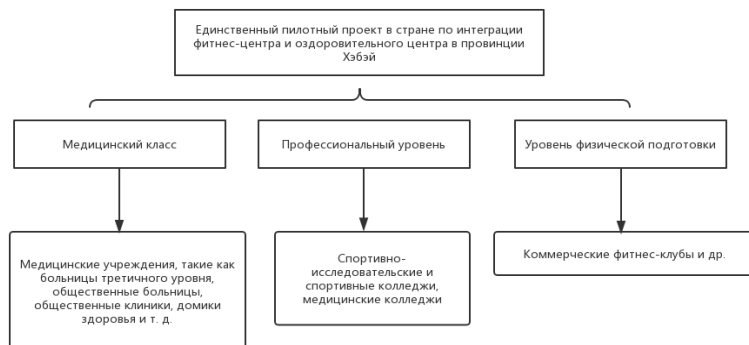 Единственный пилотный проект в стране по интеграции
фитнес-центра и оздоровительного центра в провинции
Хэбэй
Медицинский класс
Профессиональный уровень
Уровень физической подготовки
Медицинские учреждения, такие как
больницы третичного уровня,
общественные больницы,
общественные клиники, домики
здоровья и т. д.
Спортивно-
исследовательские и
спортивные колледжи,
медицинские колледжи
Коммерческие фитнес-клубы и др.